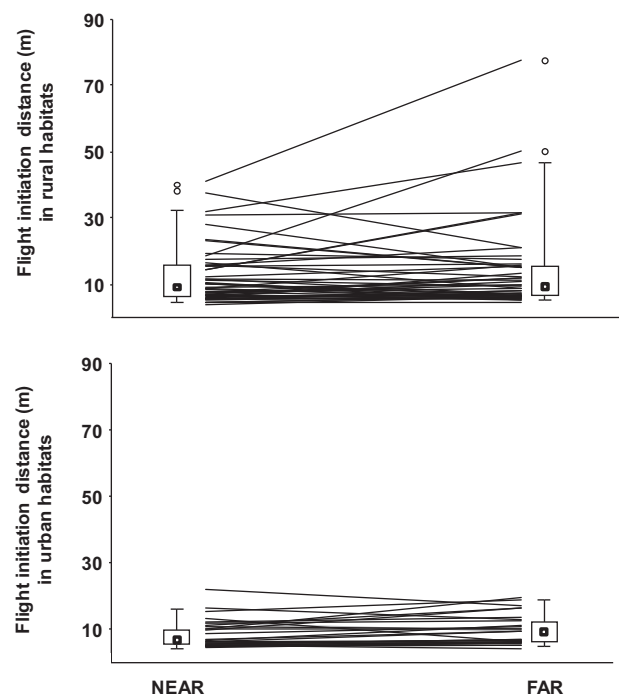 Flight initiation distance (m)
in rural habitats
90
70
50
30
10
Flight initiation distance (m)
in urban habitats
90
70
50
30
10
NEAR
FAR